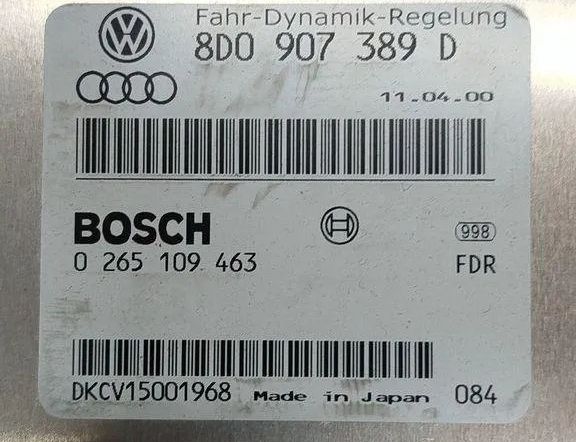 Fahr-Dynamik-Regelung
8D0 907 389 D
11.04.00
BOSCH
998
0 265 109 463
FDR
DKCV15001968 Made in Japan 084